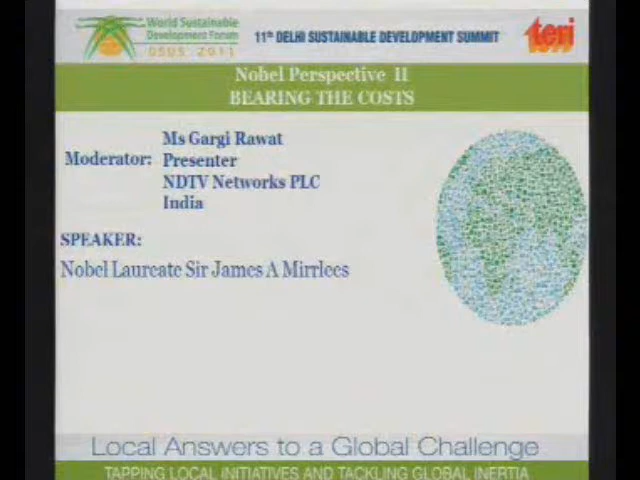 World Sustainable
Development Forum
DSDS 2011
11th DELHI SUSTAINABLE DEVELOPMENT SUMMIT
teri
Nobel Perspective II
BEARING THE COSTS
Ms Gargi Rawat
Moderator: Presenter
NDTV Networks PLC
India
SPEAKER:
Nobel Laureate Sir James A Mirrlees
Local Answers to a Global Challenge
TAPPING LOCAL INITIATIVES AND TACKLING GLOBAL INERTIA